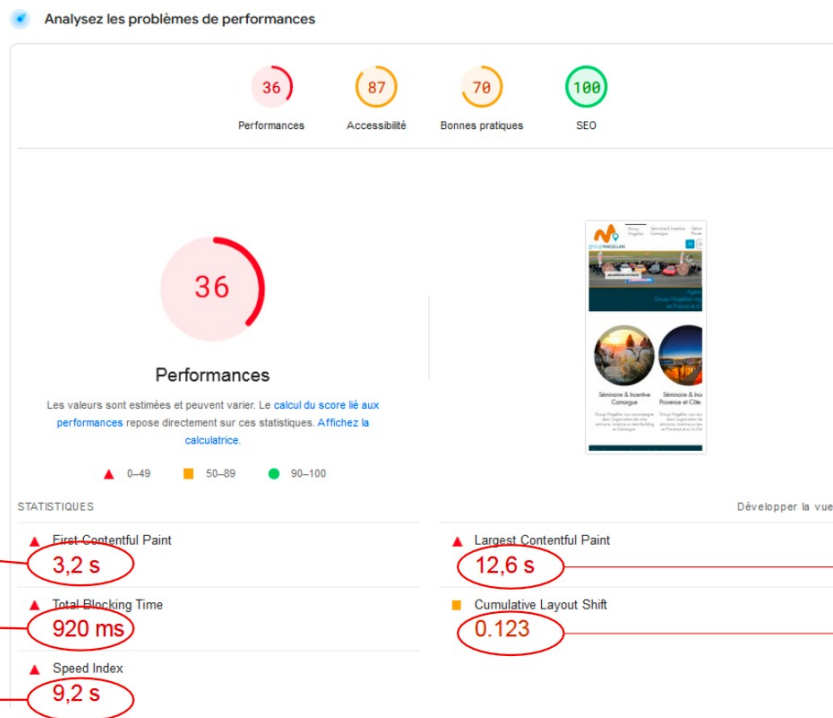 Analysez les problèmes de performances
36
87
70
100
Performances
Accessibilité
Bonnes pratiques
SEO
36
Performances
Les valeurs sont estimées et peuvent varier. Le calcul du score lié aux
performances repose directement sur ces statistiques. Affichez la
calculatrice.
0–49
50–89
90–100
Séminaire & Incentive
Camargue
STATISTIQUES
Développer la vue
First Contentful Paint
3,2 s
Largest Contentful Paint
12,6 s
Total Blocking Time
920 ms
Cumulative Layout Shift
0.123
Speed Index
9,2 s